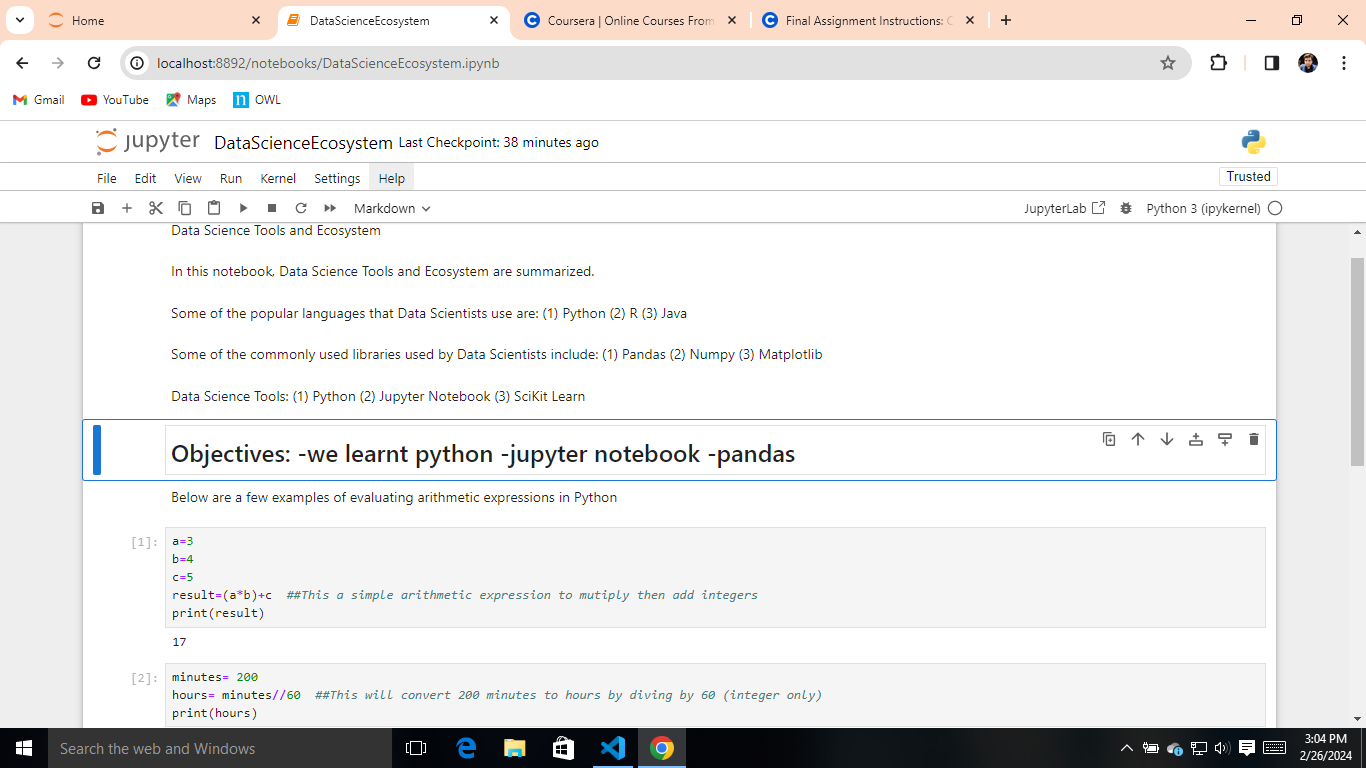 Home
DataScienceEcosystem
Coursera | Online Courses From
Final Assignment Instructions: C
localhost:8892/notebooks/DataScienceEcosystem.ipynb
Gmail YouTube Maps OWL
jupyter DataScienceEcosystem Last Checkpoint: 38 minutes ago
File Edit View Run Kernel Settings Help Trusted
Markdown JupyterLab Python 3 (ipykernel)
Data Science Tools and Ecosystem
In this notebook, Data Science Tools and Ecosystem are summarized.
Some of the popular languages that Data Scientists use are: (1) Python (2) R (3) Java
Some of the commonly used libraries used by Data Scientists include: (1) Pandas (2) Numpy (3) Matplotlib
Data Science Tools: (1) Python (2) Jupyter Notebook (3) SciKit Learn
Objectives: -we learnt python -jupyter notebook -pandas
Below are a few examples of evaluating arithmetic expressions in Python
[1]: a=3
b=4
c=5
result=(a*b)+c ##This a simple arithmetic expression to mutiply then add integers
print(result)
17
[2]: minutes= 200
hours= minutes//60 ##This will convert 200 minutes to hours by diving by 60 (integer only)
print(hours)
Search the web and Windows
3:04 PM
2/26/2024